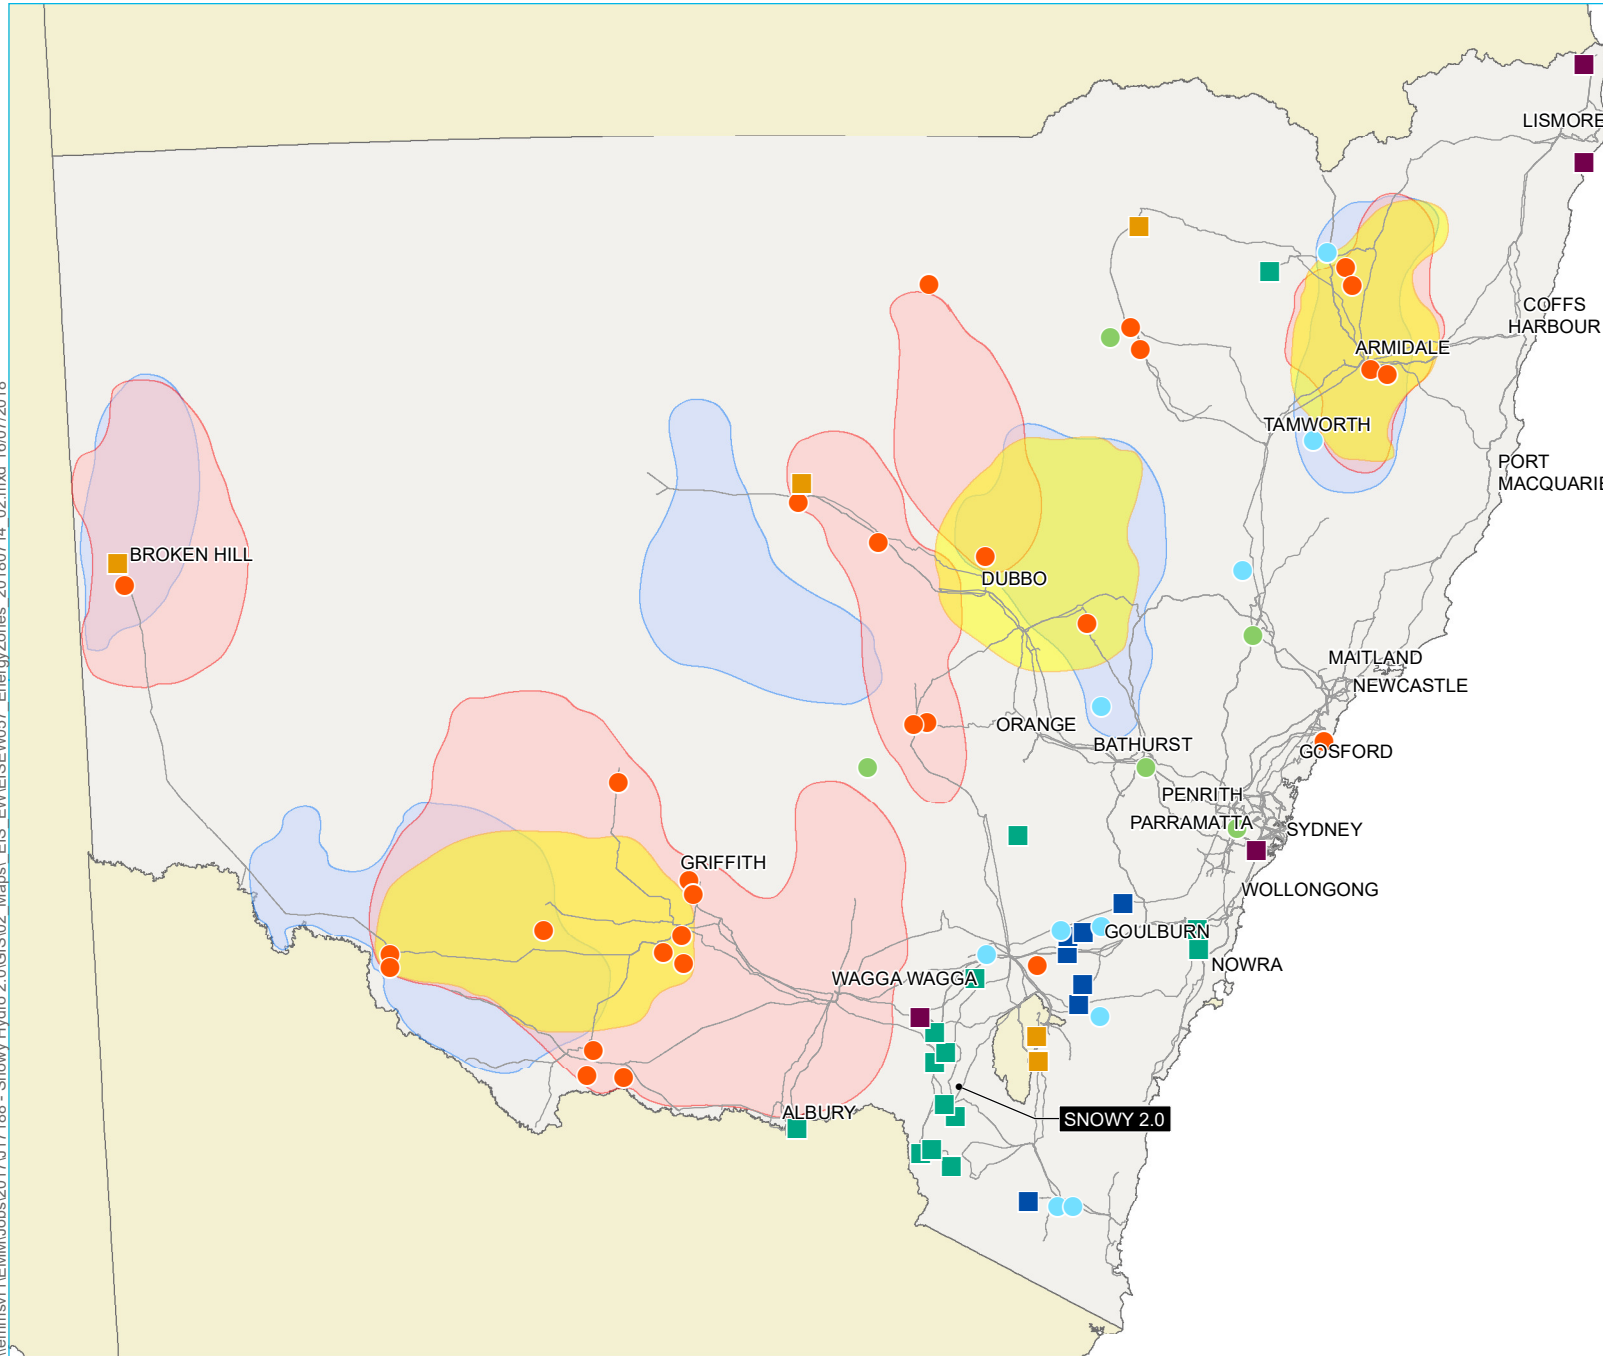 LISMORE
COFFS
HARBOUR
ARMIDALE
TAMWORTH
PORT
MACQUARIE
BROKEN HILL
DUBBO
MAITLAND
NEWCASTLE
ORANGE
BATHURST
GOSFORD
PENRITH
PARRAMATTA
SYDNEY
GRIFFITH
WOLLONGONG
GOULBURN
NOWRA
WAGGA WAGGA
SNOWY 2.0
ALBURY